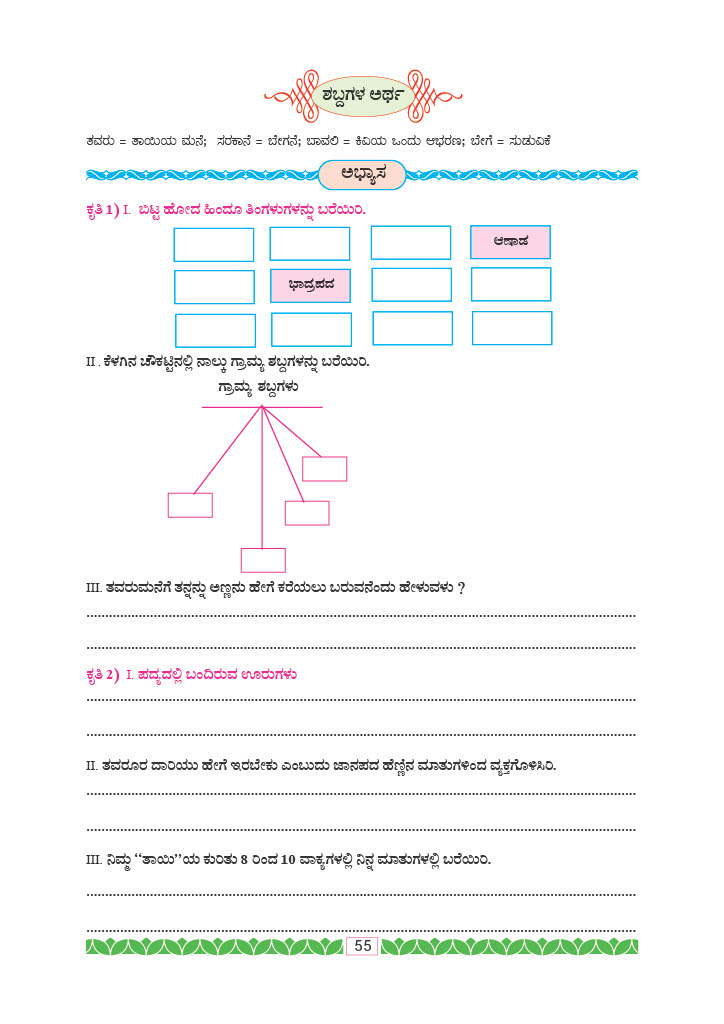 ಶಬ್ದಗಳ ಅರ್ಥ
ತವರು = ತಾಯಿಯ ಮನೆ; ಸರಕಾನೆ = ಬೇಗನೆ; ಬಾವಲಿ = ಕಿವಿಯ ಒಂದು ಆಭರಣ; ಬೇಗೆ = ಸುಡುವಿಕೆ
ಅಭ್ಯಾಸ
ಕೃತಿ 1) I. ಬಿಟ್ಟ ಹೋದ ಹಿಂದೂ ತಿಂಗಳುಗಳನ್ನು ಬರೆಯಿರಿ.
ಆಷಾಡ
ಭಾದ್ರಪದ
II . ಕೆಳಗಿನ ಚೌಕಟ್ಟಿನಲ್ಲಿ ನಾಲ್ಕು ಗ್ರಾಮ್ಯ ಶಬ್ದಗಳನ್ನು ಬರೆಯಿರಿ.
ಗ್ರಾಮ್ಯ ಶಬ್ದಗಳು
III. ತವರುಮನೆಗೆ ತನ್ನನ್ನು ಅಣ್ಣನು ಹೇಗೆ ಕರೆಯಲು ಬರುವನೆಂದು ಹೇಳುವಳು ?
ಕೃತಿ 2) I. ಪದ್ಯದಲ್ಲಿ ಬಂದಿರುವ ಊರುಗಳು
II. ತವರೂರ ದಾರಿಯು ಹೇಗೆ ಇರಬೇಕು ಎಂಬುದು ಜಾನಪದ ಹೆಣ್ಣಿನ ಮಾತುಗಳಿಂದ ವ್ಯಕ್ತಗೊಳಿಸಿರಿ.
III. ನಿಮ್ಮ “ತಾಯಿ”ಯ ಕುರಿತು 8 ರಿಂದ 10 ವಾಕ್ಯಗಳಲ್ಲಿ ನಿನ್ನ ಮಾತುಗಳಲ್ಲಿ ಬರೆಯಿರಿ.
55